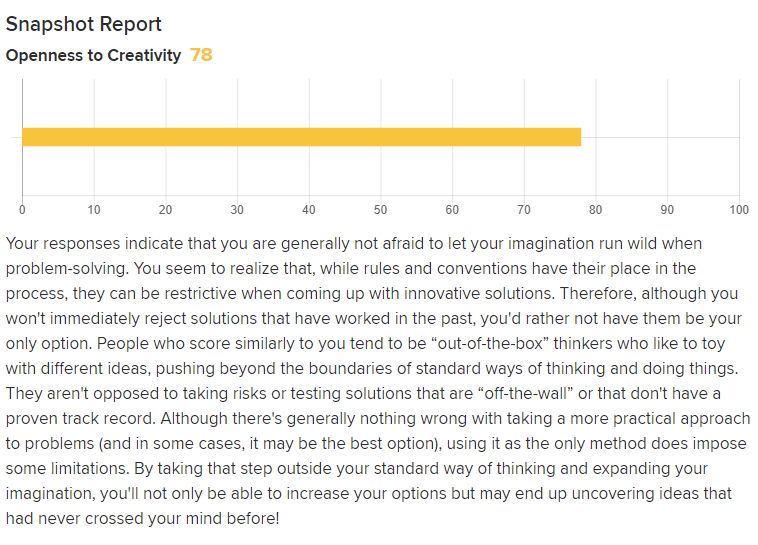 Snapshot Report
Openness to Creativity 78
0 10 20 30 40 50 60 70 80 90 100
Your responses indicate that you are generally not afraid to let your imagination run wild when
problem-solving. You seem to realize that, while rules and conventions have their place in the
process, they can be restrictive when coming up with innovative solutions. Therefore, although you
won't immediately reject solutions that have worked in the past, you'd rather not have them be your
only option. People who score similarly to you tend to be “out-of-the-box” thinkers who like to toy
with different ideas, pushing beyond the boundaries of standard ways of thinking and doing things.
They aren't opposed to taking risks or testing solutions that are “off-the-wall” or that don't have a
proven track record. Although there's generally nothing wrong with taking a more practical approach
to problems (and in some cases, it may be the best option), using it as the only method does impose
some limitations. By taking that step outside your standard way of thinking and expanding your
imagination, you'll not only be able to increase your options but may end up uncovering ideas that
had never crossed your mind before!